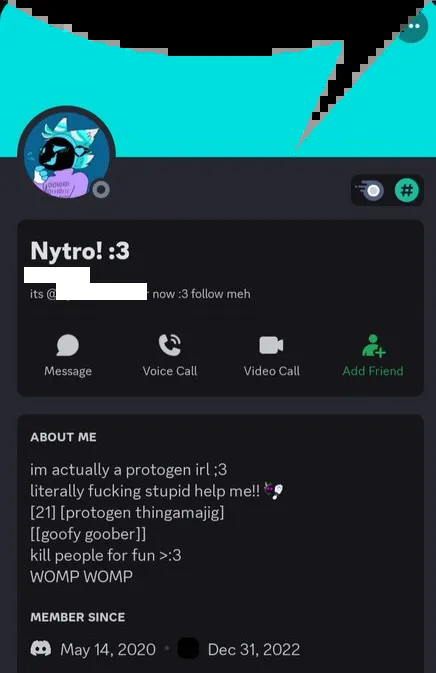 Nytro! :3
its @ now :3 follow meh
Message
Voice Call
Video Call
Add Friend
ABOUT ME
im actually a protogen irl ;3
literally fucking stupid help me!!
[21] [protogen thingamajig]
[[goofy goober]]
kill people for fun >:3
WOMP WOMP
MEMBER SINCE
May 14, 2020 • Dec 31, 2022